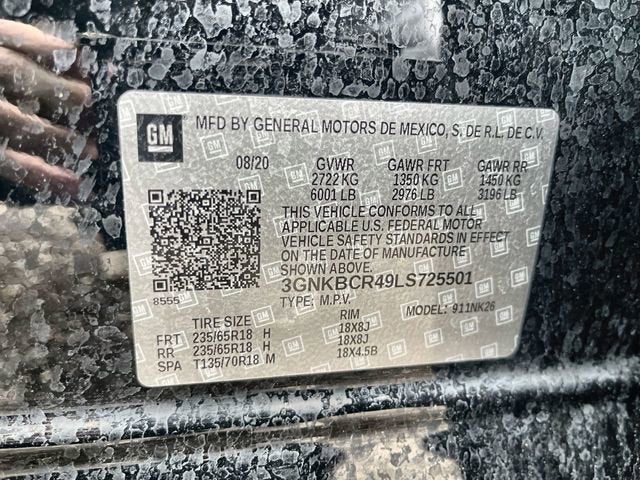 GM MFD BY GENERAL MOTORS DE MEXICO, S. DE R.L. DE C.V.
08/20 GVWR GAWR FRT GAWR RR
2722 KG 1350 KG 1450 KG
6001 LB 2976 LB 3196 LB
THIS VEHICLE CONFORMS TO ALL
APPLICABLE U.S. FEDERAL MOTOR
VEHICLE SAFETY STANDARDS IN EFFECT
ON THE DATE OF MANUFACTURE
SHOWN ABOVE.
3GNKBCR49LS725501
8555 TYPE: M.P.V. MODEL: 911NK26
TIRE SIZE RIM
FRT 235/65R18 H 18X8J
RR 235/65R18 H 18X8J
SPA T135/70R18 M 18X4.5B